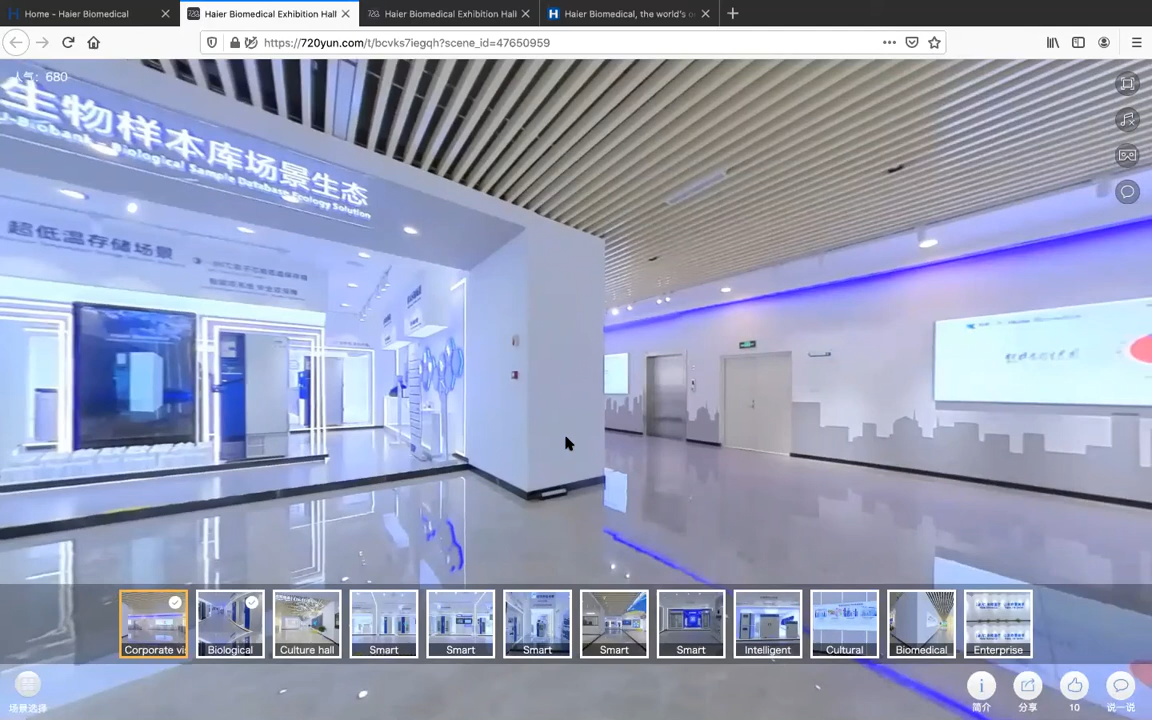 Home - Haier Biomedical
Haier Biomedical Exhibition Hall
Haier Biomedical Exhibition Hall
Haier Biomedical, the world's o
https://720yun.com/t/bcvks7iegqh?scene_id=47650959
人气: 680
生物样本库场景生态
Biobank - Biological Sample Database Ecology Solution
超低温存储场景
Corporate vi
Biological
Culture hall
Smart
Smart
Smart
Smart
Smart
Intelligent
Cultural
Biomedical
Enterprise
场景选择
简介
分享
10
说一说